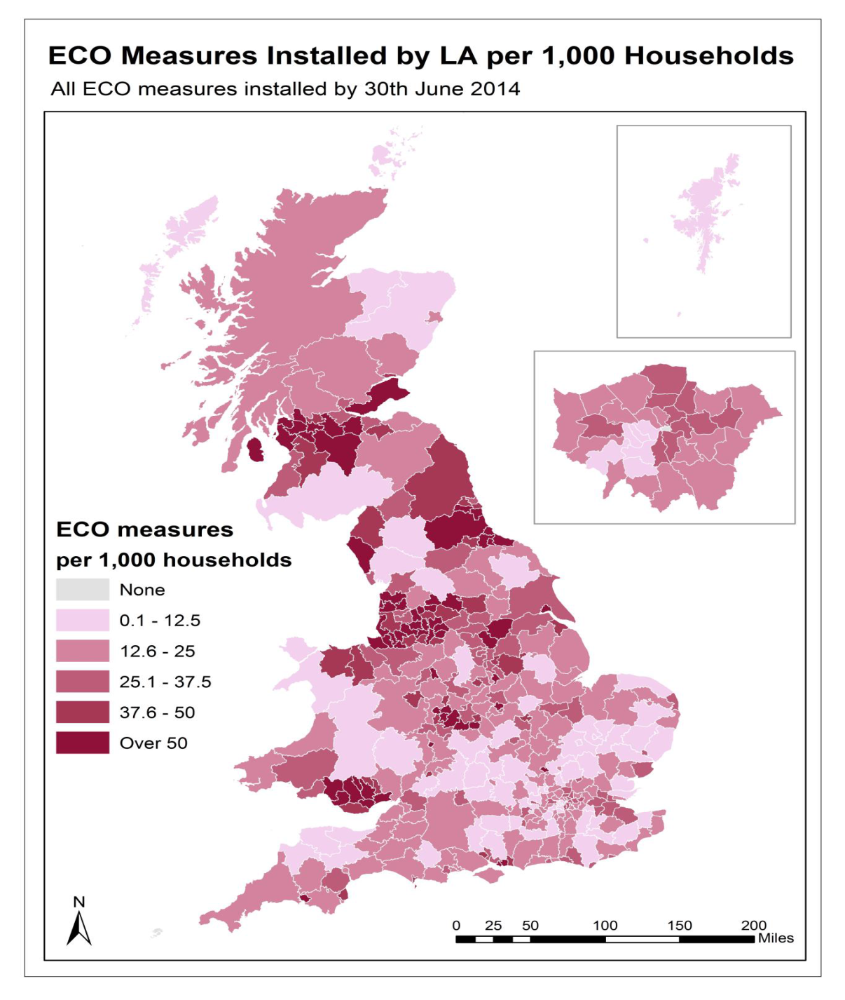 ECO Measures Installed by LA per 1,000 Households
All ECO measures installed by 30th June 2014
ECO measures
per 1,000 households
None
0.1 - 12.5
12.6 - 25
25.1 - 37.5
37.6 - 50
Over 50
N
0 25 50 100 150 200
Miles